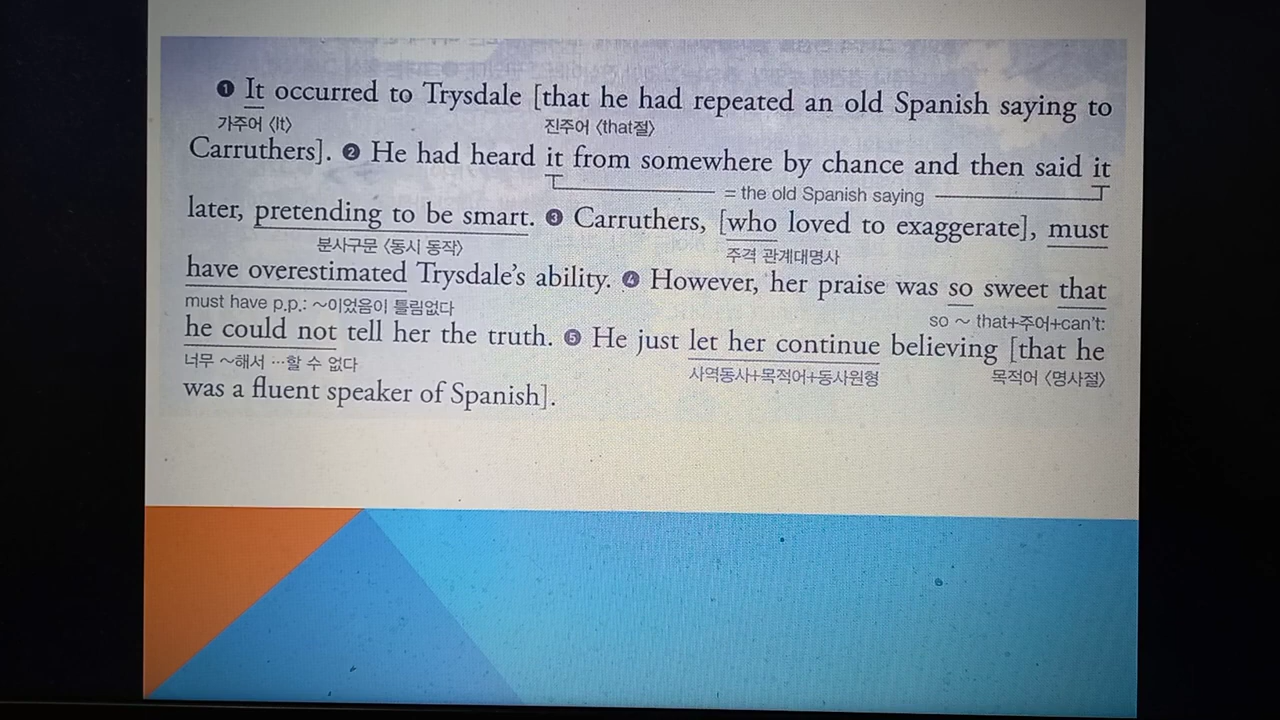 ❶ It occurred to Trysdale [that he had repeated an old Spanish saying to
가주어 〈It〉 진주어 〈that절〉
Carruthers]. ❷ He had heard it from somewhere by chance and then said it
= the old Spanish saying
later, pretending to be smart. ❸ Carruthers, [who loved to exaggerate], must
분사구문 〈동시 동작〉 주격 관계대명사
have overestimated Trysdale's ability. ❹ However, her praise was so sweet that
must have p.p.: ~이었음이 틀림없다 so ~ that+주어+can't:
he could not tell her the truth. ❺ He just let her continue believing [that he
너무 ~해서 …할 수 없다 사역동사+목적어+동사원형 목적어 〈명사절〉
was a fluent speaker of Spanish].